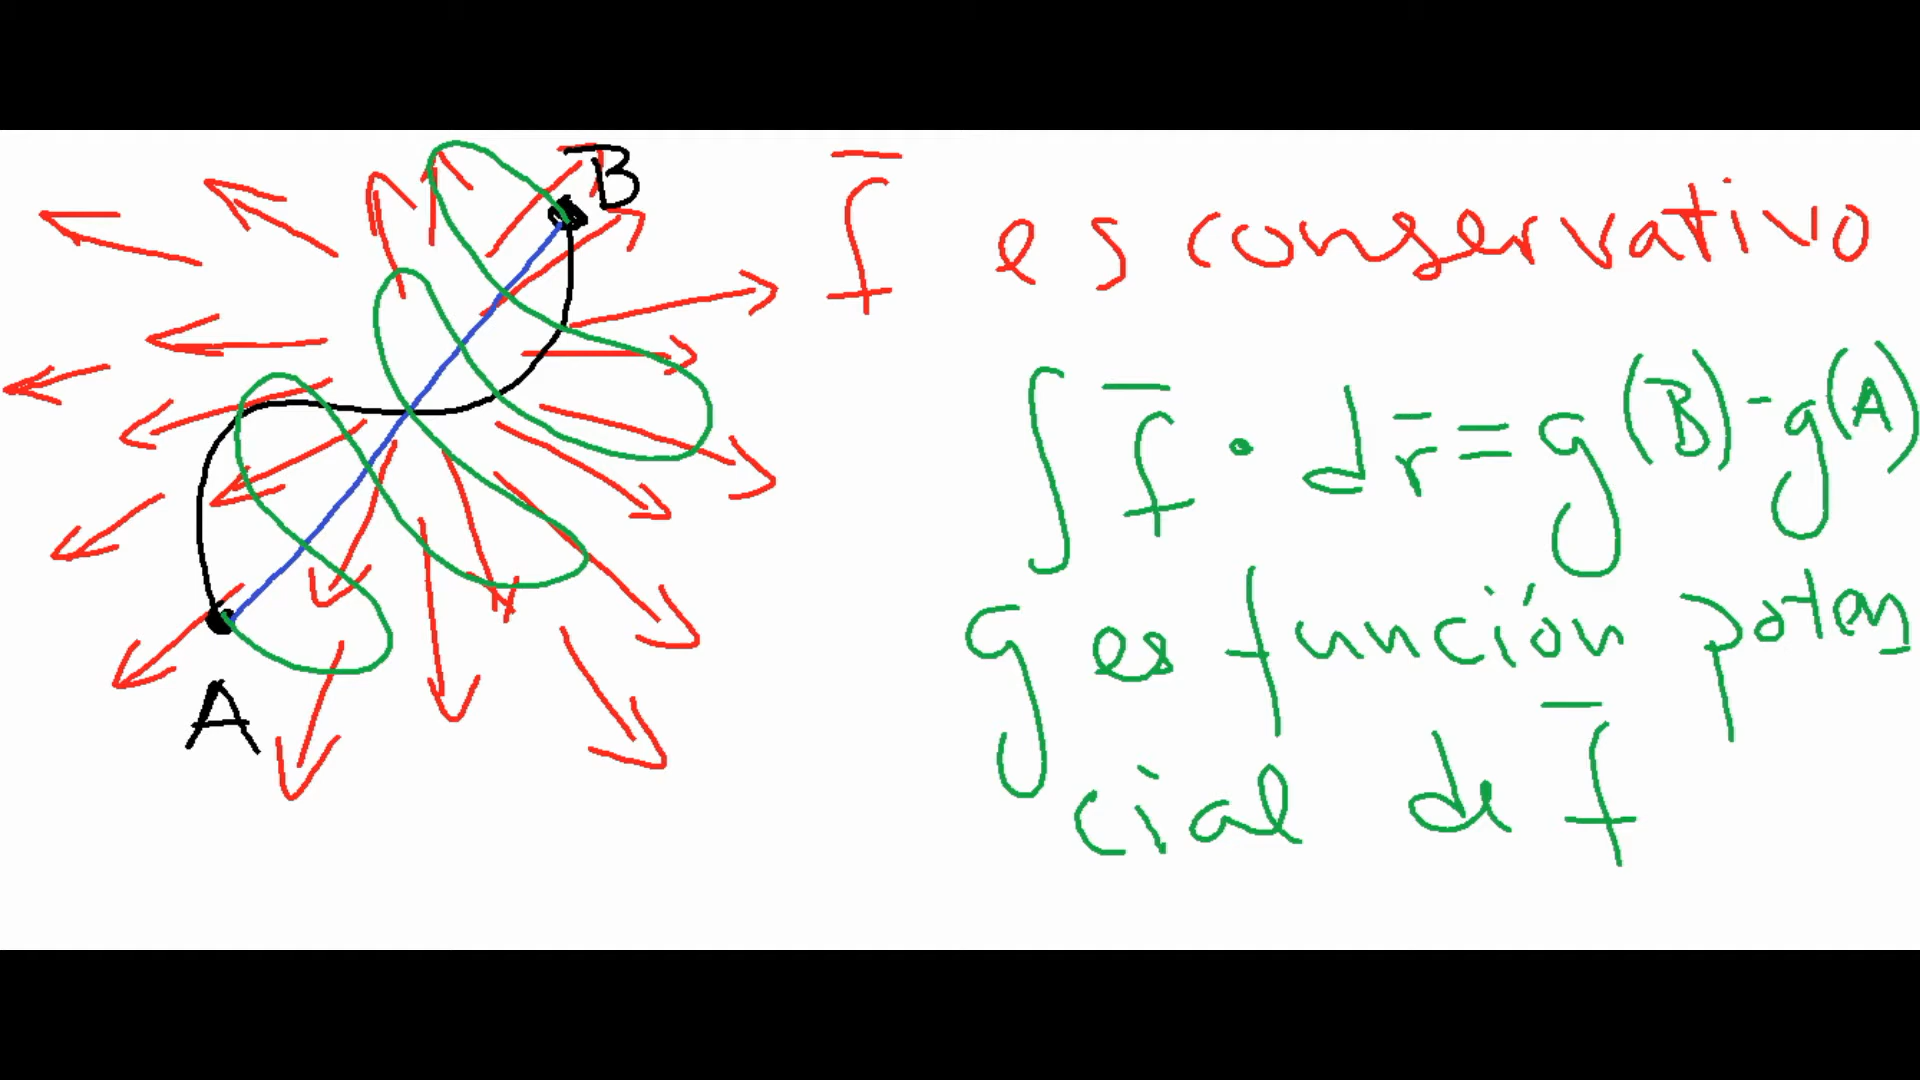 B
A
f̄ es conservativo
∫ f̄ · dr̄ = g(B) - g(A)
g es función poten
cial de f̄